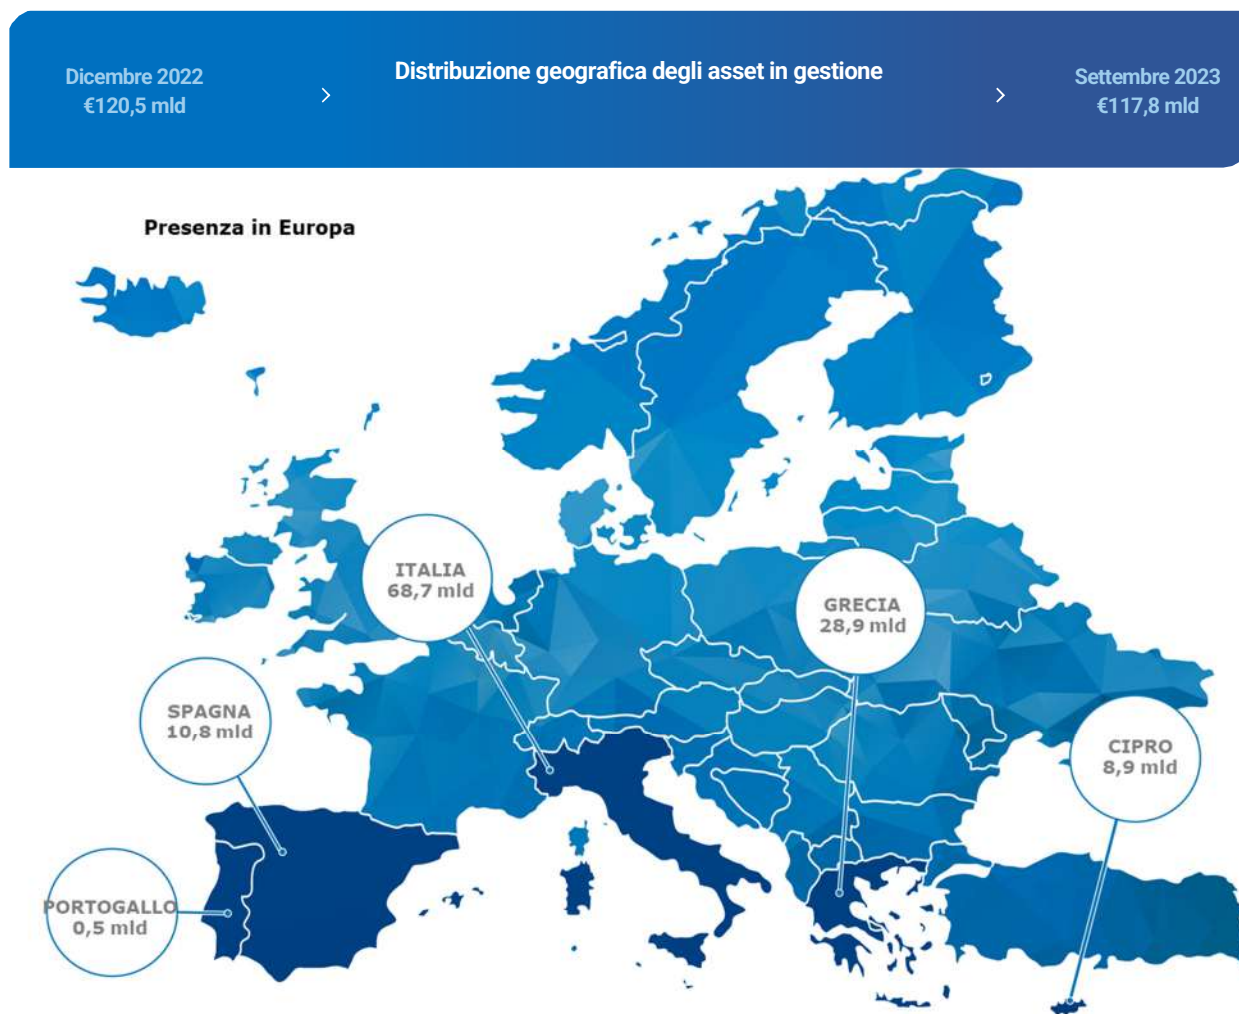 Dicembre 2022
€120,5 mld
Distribuzione geografica degli asset in gestione
Settembre 2023
€117,8 mld
Presenza in Europa
ITALIA
68,7 mld
GRECIA
28,9 mld
SPAGNA
10,8 mld
CIPRO
8,9 mld
PORTOGALLO
0,5 mld